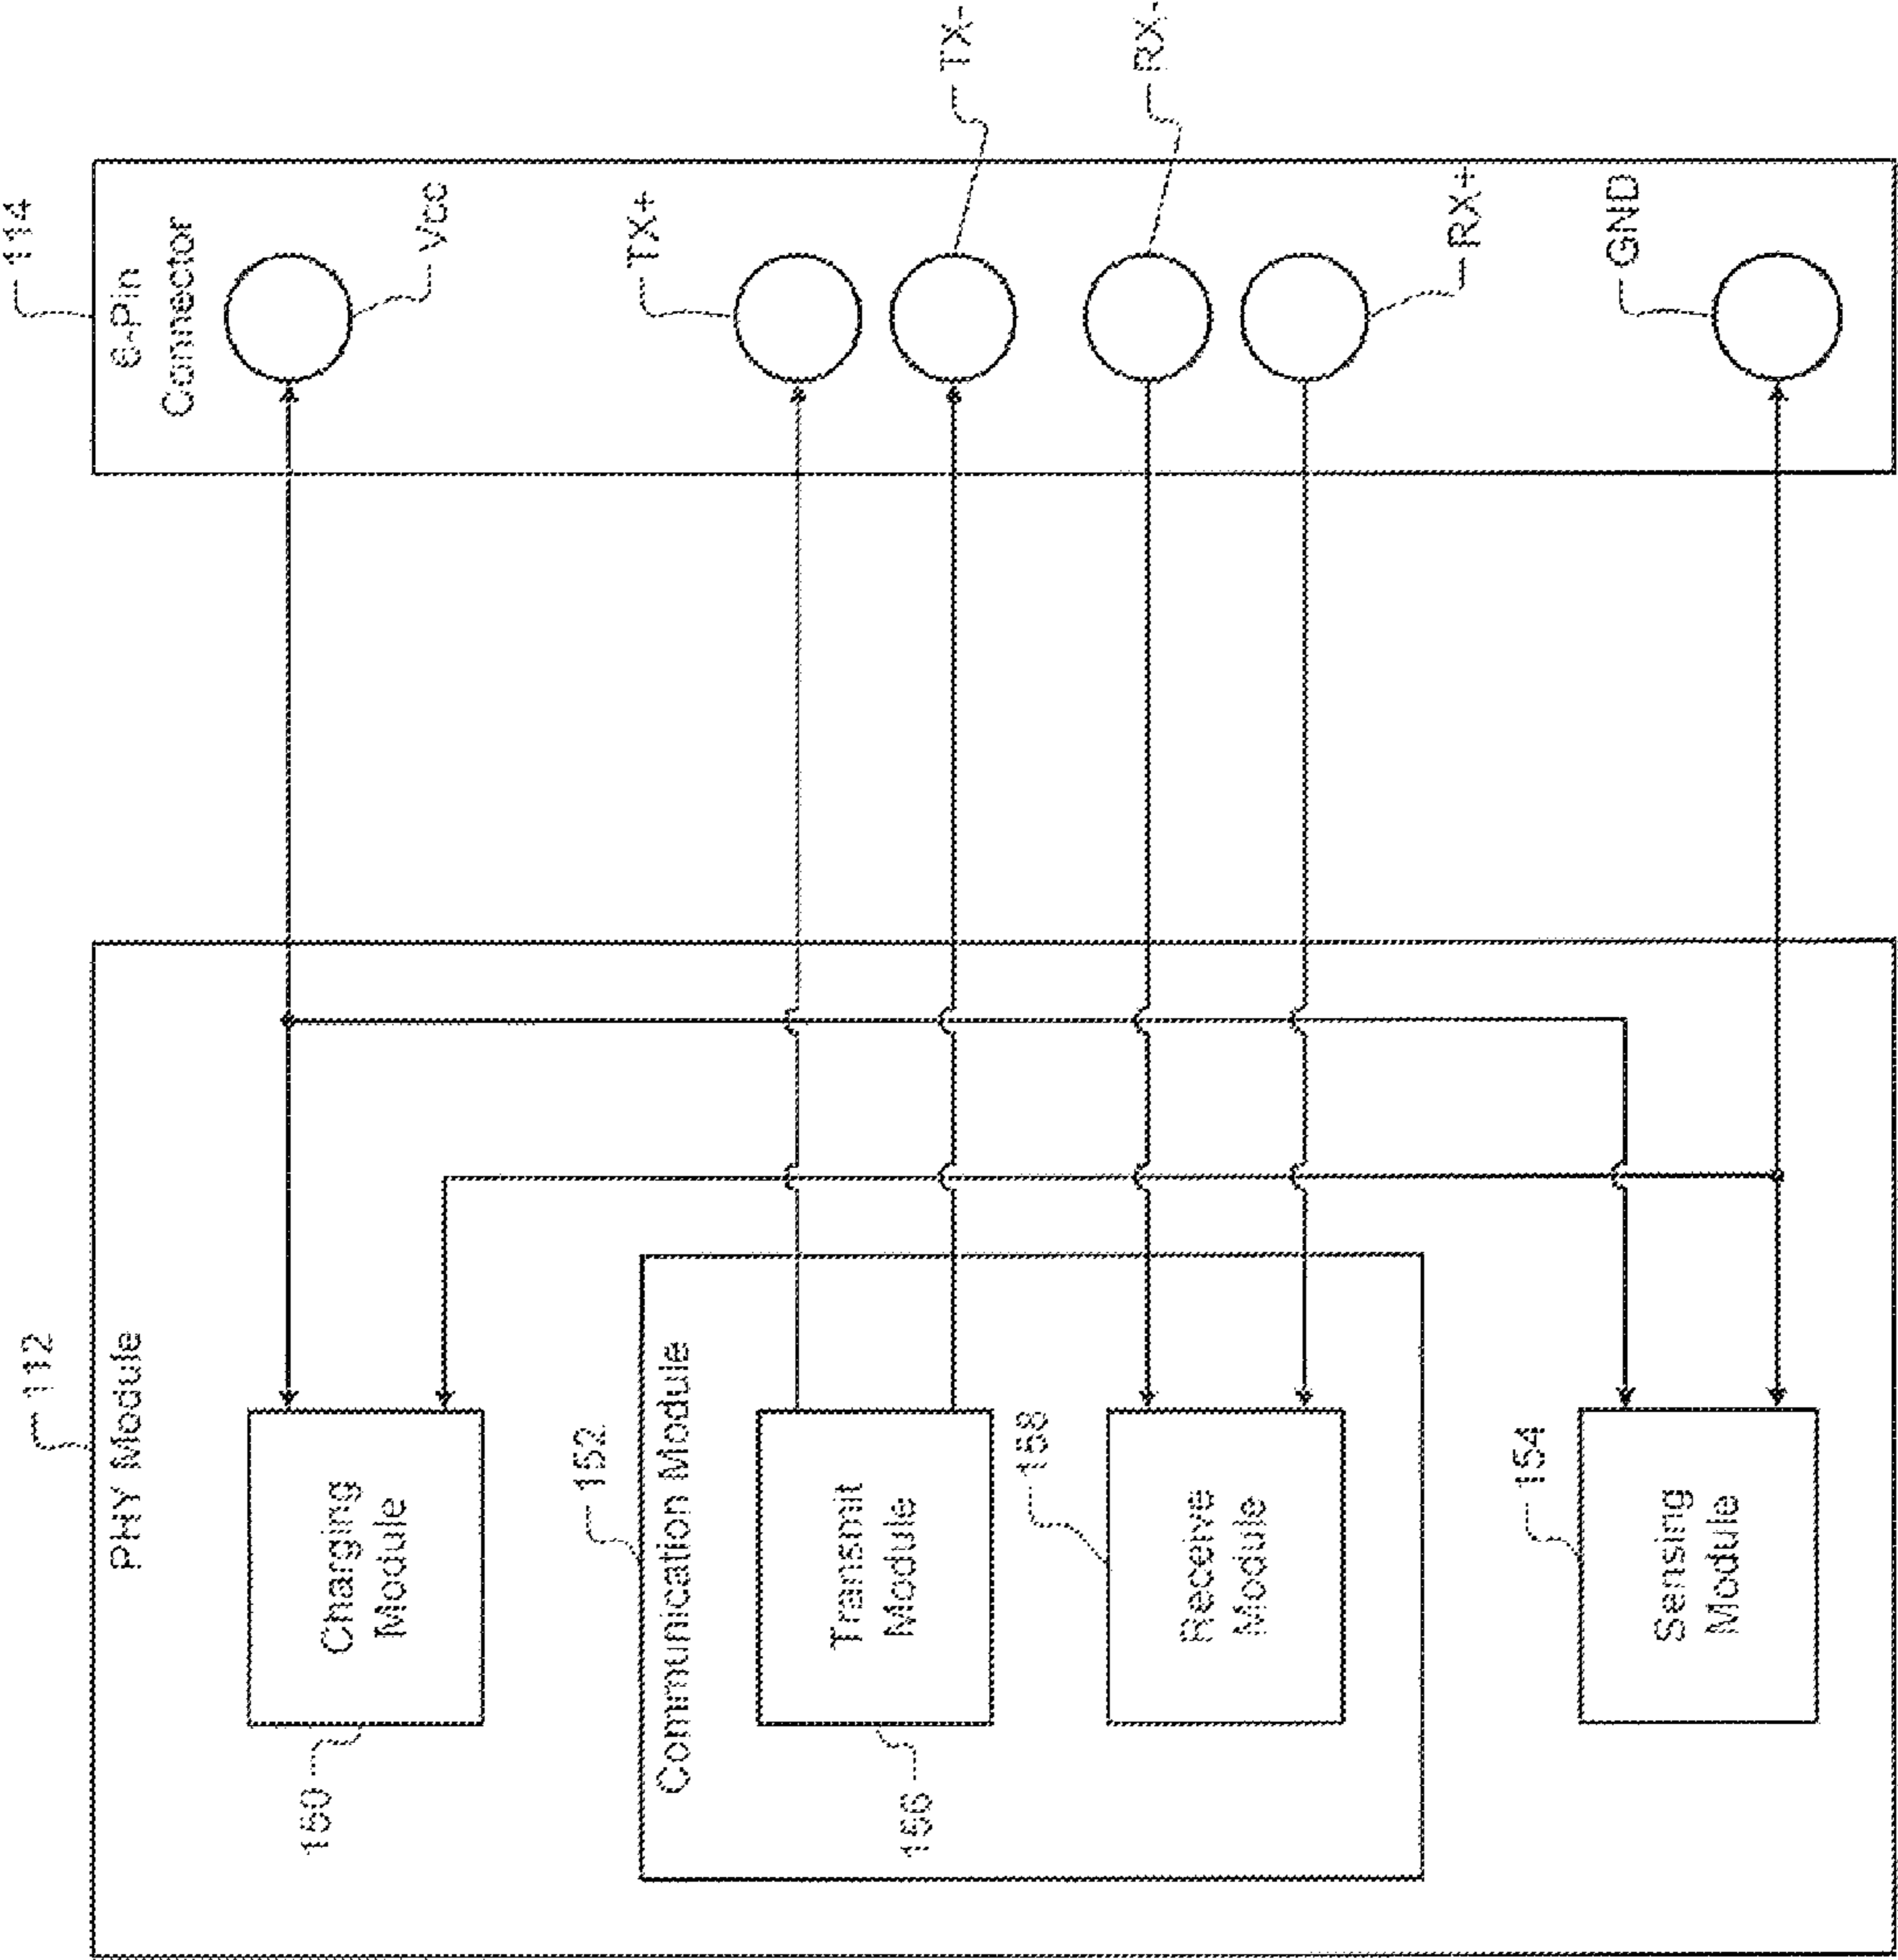 112
114
PHY Module
6-Pin
Connector
150
Charging
Module
Vcc
152
Communication Module
TX+
Transmit
Module
156
TX-
158
Receive
Module
RX-
RX+
154
GND
Sensing
Module